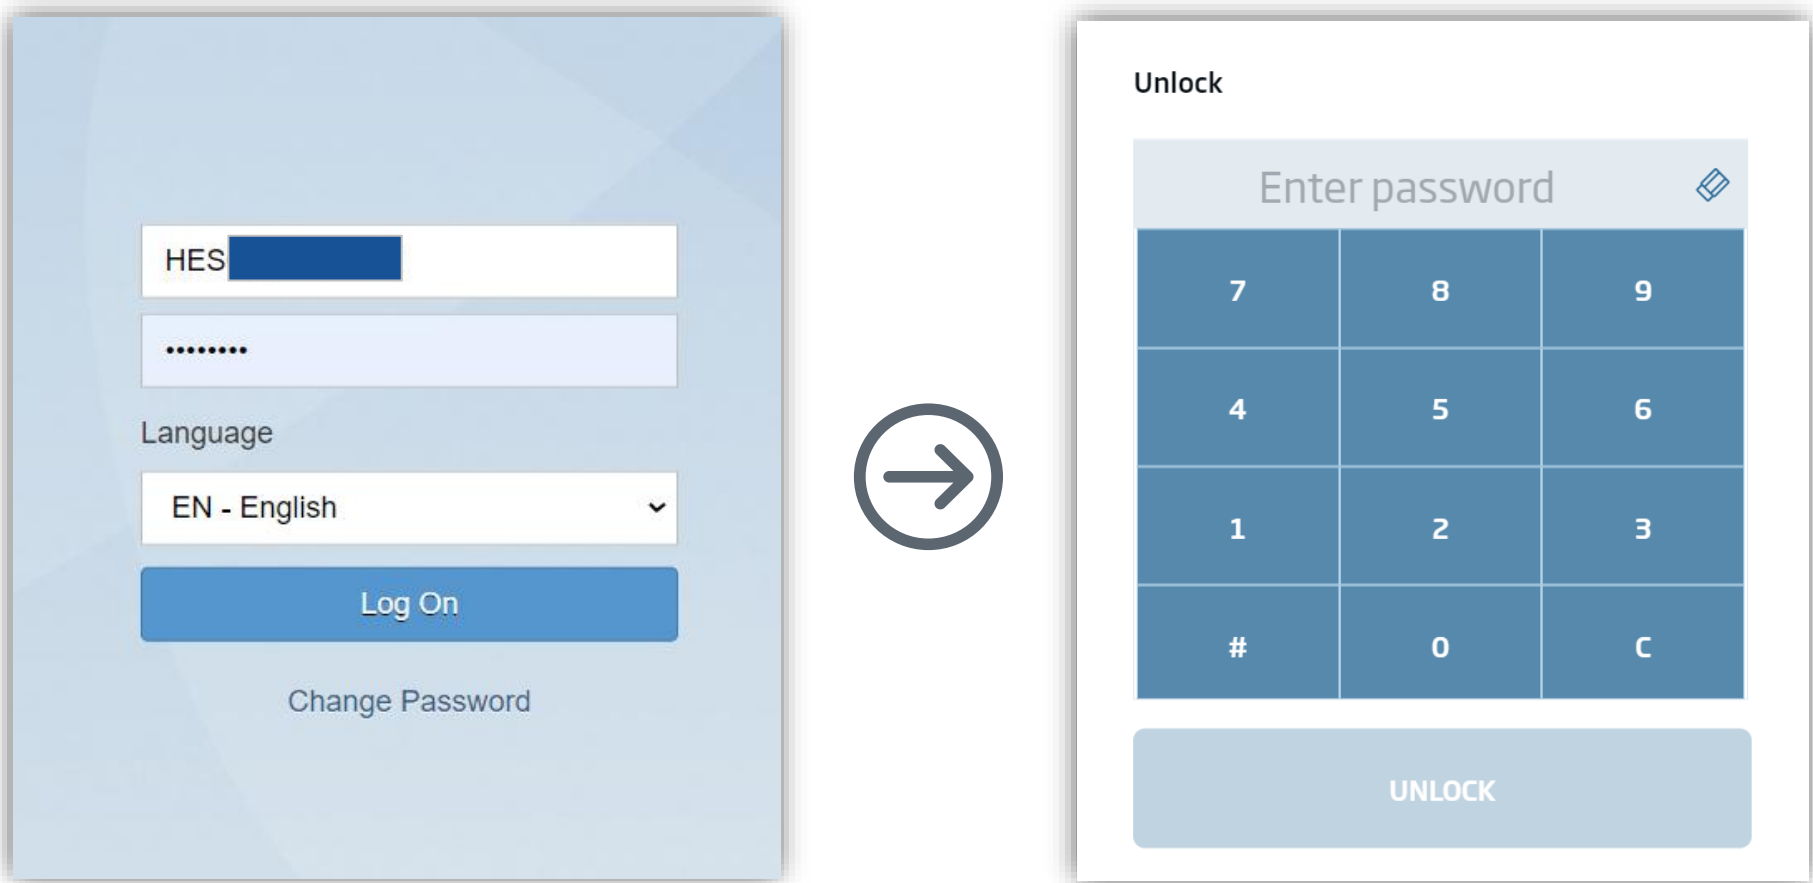 HES
••••••••
Language
EN - English
Log On
Change Password
Unlock
Enter password
7 8 9
4 5 6
1 2 3
# 0 C
UNLOCK